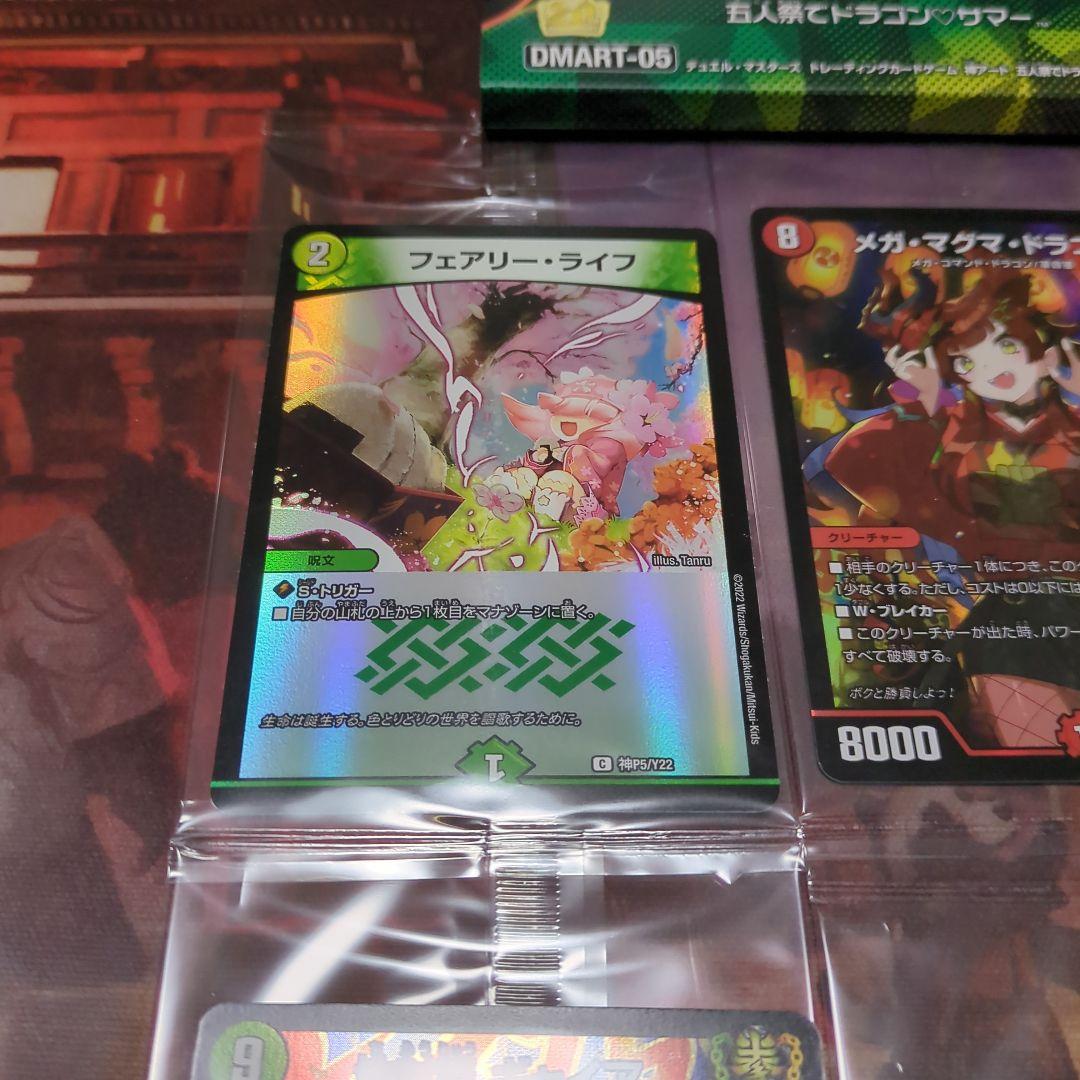 五人祭でドラゴン♡サマー™
DMART-05
デュエル・マスターズ トレーディングカードゲーム 神アート 五人祭でドラ
2
フェアリー・ライフ
呪文
illus. Tanru
S・トリガー
■自分の山札の上から1枚目をマナゾーンに置く。
生命は誕生する、色とりどりの世界を謳歌するために。
1
C 神P5/Y22
©2022 Wizards/Shogakukan/Mitsui-Kids
8
メガ・マグマ・ドラゴ
メガ・コマンド・ドラゴン/革命軍
クリーチャー
■相手のクリーチャー1体につき、このク
1少なくする。ただし、コストは0以下には
■W・ブレイカー
■このクリーチャーが出た時、パワー
すべて破壊する。
ボクと勝負しよっ!
8000
9